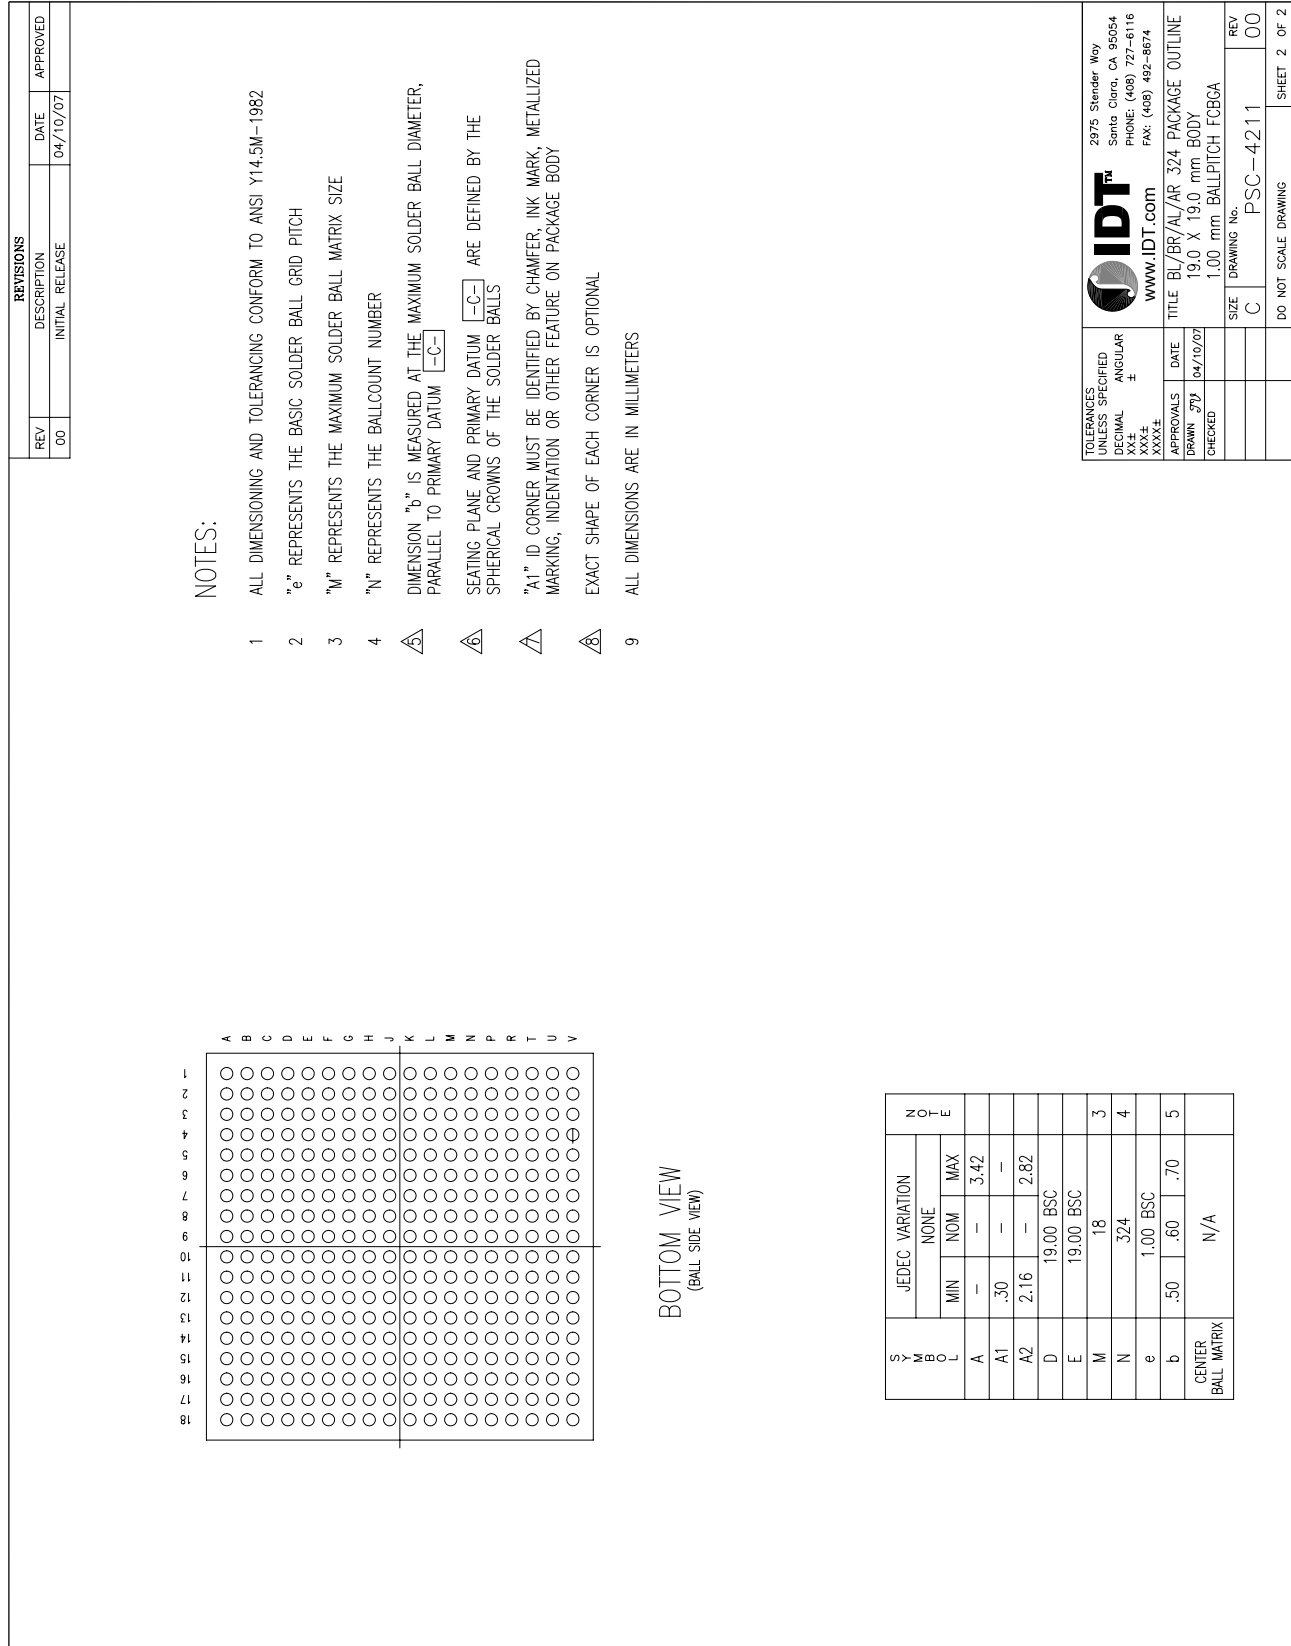 REVISIONS
REV DESCRIPTION DATE APPROVED
00 INITIAL RELEASE 04/10/07
NOTES:
1 ALL DIMENSIONING AND TOLERANCING CONFORM TO ANSI Y14.5M-1982
2 "e" REPRESENTS THE BASIC SOLDER BALL GRID PITCH
3 "M" REPRESENTS THE MAXIMUM SOLDER BALL MATRIX SIZE
4 "N" REPRESENTS THE BALLCOUNT NUMBER
5 DIMENSION "b" IS MEASURED AT THE MAXIMUM SOLDER BALL DIAMETER,
PARALLEL TO PRIMARY DATUM -C-
6 SEATING PLANE AND PRIMARY DATUM -C- ARE DEFINED BY THE
SPHERICAL CROWNS OF THE SOLDER BALLS
7 "A1" ID CORNER MUST BE IDENTIFIED BY CHAMFER, INK MARK, METALLIZED
MARKING, INDENTATION OR OTHER FEATURE ON PACKAGE BODY
8 EXACT SHAPE OF EACH CORNER IS OPTIONAL
9 ALL DIMENSIONS ARE IN MILLIMETERS
18 17 16 15 14 13 12 11 10 9 8 7 6 5 4 3 2 1
A
B
C
D
E
F
G
H
J
K
L
M
N
P
R
T
U
V
BOTTOM VIEW
(BALL SIDE VIEW)
SYMBOL JEDEC VARIATION NOTE
NONE
MIN NOM MAX
A - - 3.42
A1 .30 - -
A2 2.16 - 2.82
D 19.00 BSC
E 19.00 BSC
M 18 3
N 324 4
e 1.00 BSC
b .50 .60 .70 5
CENTER
BALL MATRIX N/A
TOLERANCES
UNLESS SPECIFIED
DECIMAL ANGULAR
XX± ±
XXX±
XXXX±
APPROVALS DATE
DRAWN 04/10/07
CHECKED
IDT™
www.IDT.com
2975 Stender Way
Santa Clara, CA 95054
PHONE: (408) 727-6116
FAX: (408) 492-8674
TITLE BL/BR/AL/AR 324 PACKAGE OUTLINE
19.0 X 19.0 mm BODY
1.00 mm BALLPITCH FCBGA
SIZE DRAWING No. REV
C PSC-4211 00
DO NOT SCALE DRAWING SHEET 2 OF 2